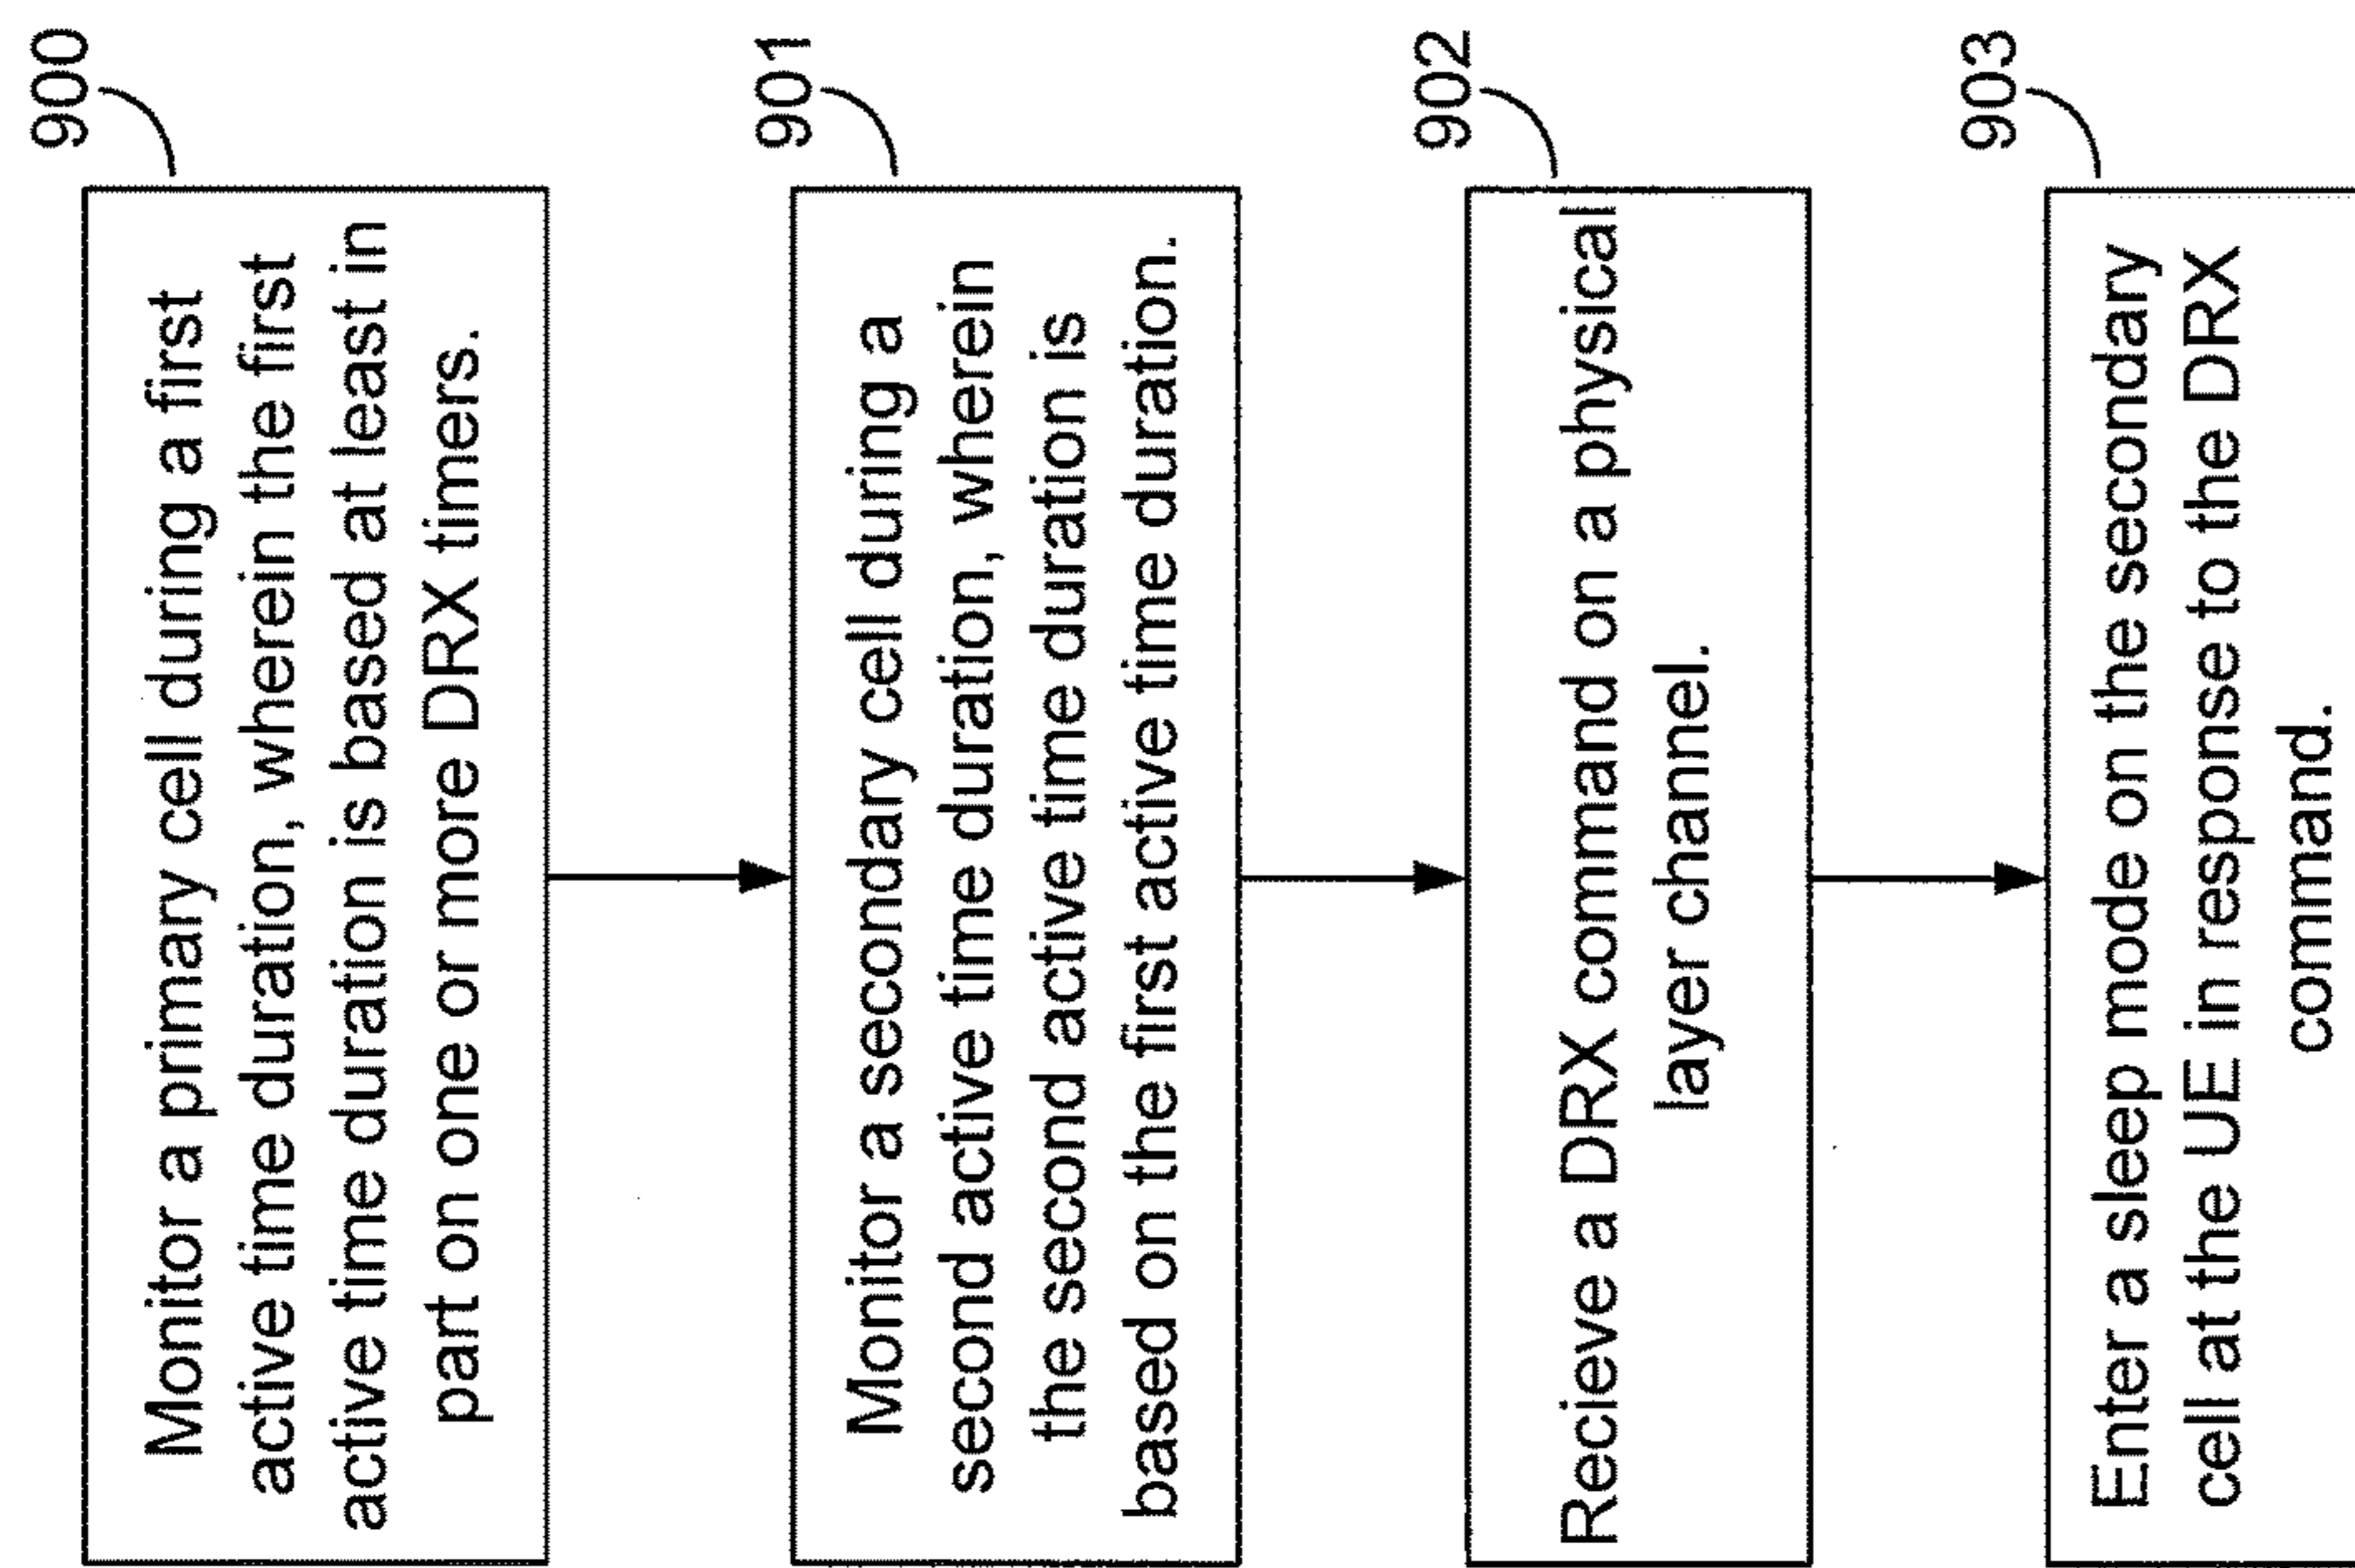 900
Monitor a primary cell during a first
active time duration, wherein the first
active time duration is based at least in
part on one or more DRX timers.
901
Monitor a secondary cell during a
second active time duration, wherein
the second active time duration is
based on the first active time duration.
902
Recieve a DRX command on a physical
layer channel.
903
Enter a sleep mode on the secondary
cell at the UE in response to the DRX
command.